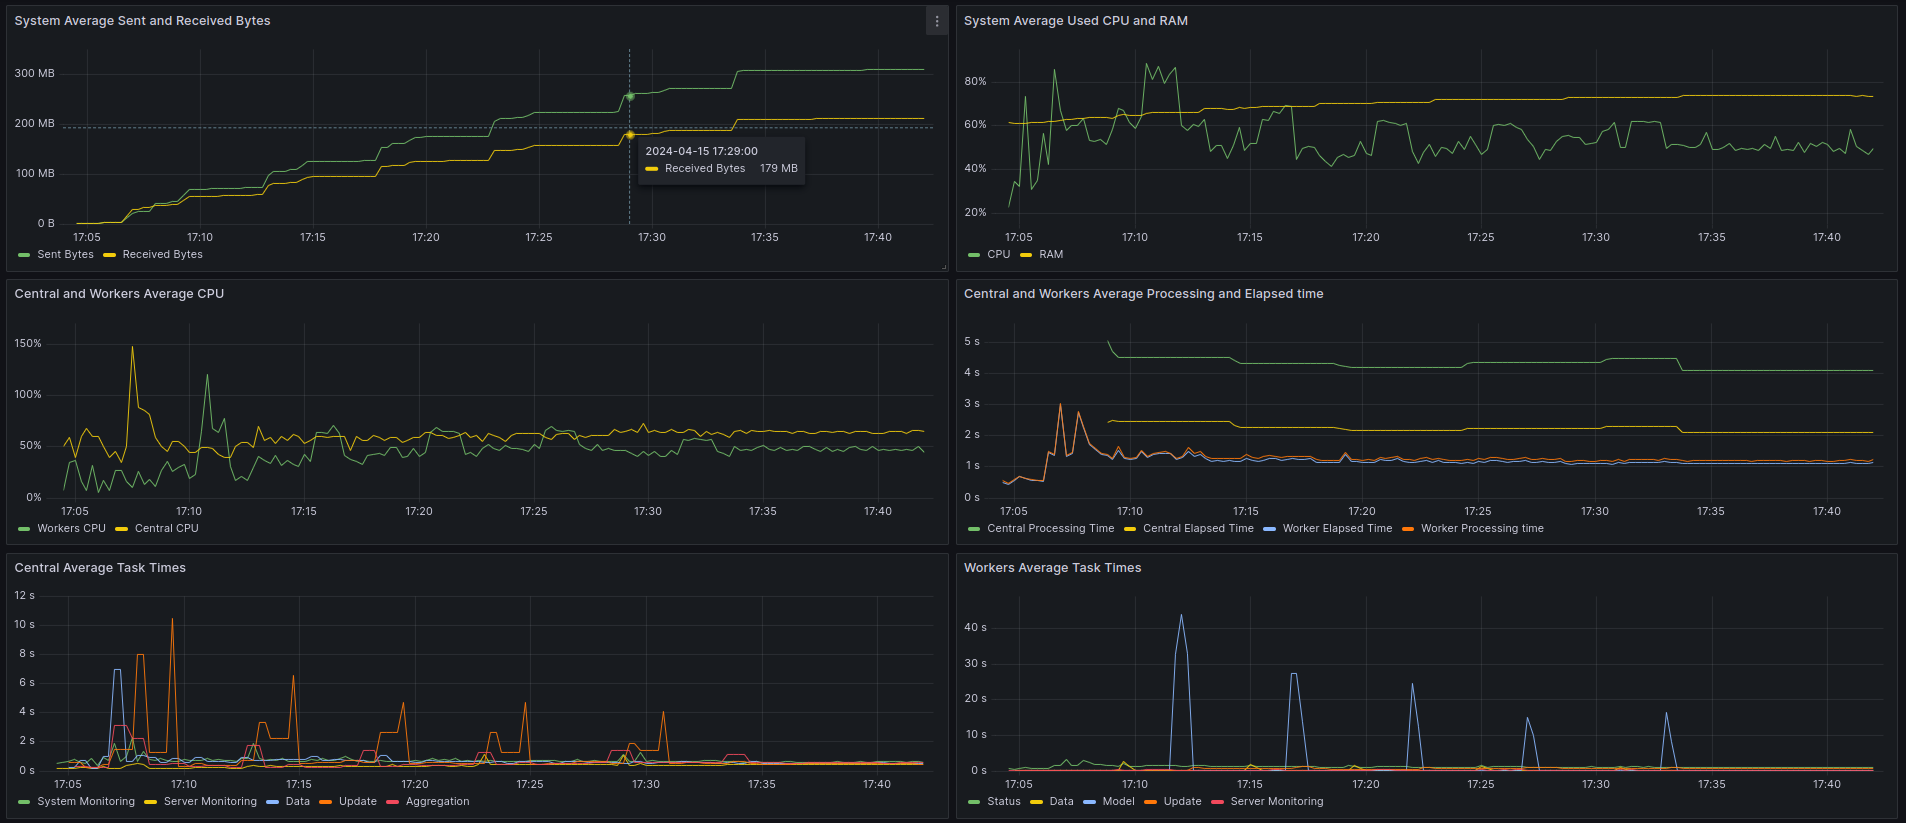 System Average Sent and Received Bytes
300 MB
200 MB
100 MB
0 B
2024-04-15 17:29:00
Received Bytes 179 MB
17:05 17:10 17:15 17:20 17:25 17:30 17:35 17:40
Sent Bytes Received Bytes
System Average Used CPU and RAM
80%
60%
40%
20%
17:05 17:10 17:15 17:20 17:25 17:30 17:35 17:40
CPU RAM
Central and Workers Average CPU
150%
100%
50%
0%
17:05 17:10 17:15 17:20 17:25 17:30 17:35 17:40
Workers CPU Central CPU
Central and Workers Average Processing and Elapsed time
5 s
4 s
3 s
2 s
1 s
0 s
17:05 17:10 17:15 17:20 17:25 17:30 17:35 17:40
Central Processing Time Central Elapsed Time Worker Elapsed Time Worker Processing time
Central Average Task Times
12 s
10 s
8 s
6 s
4 s
2 s
0 s
17:05 17:10 17:15 17:20 17:25 17:30 17:35 17:40
System Monitoring Server Monitoring Data Update Aggregation
Workers Average Task Times
40 s
30 s
20 s
10 s
0 s
17:05 17:10 17:15 17:20 17:25 17:30 17:35 17:40
Status Data Model Update Server Monitoring